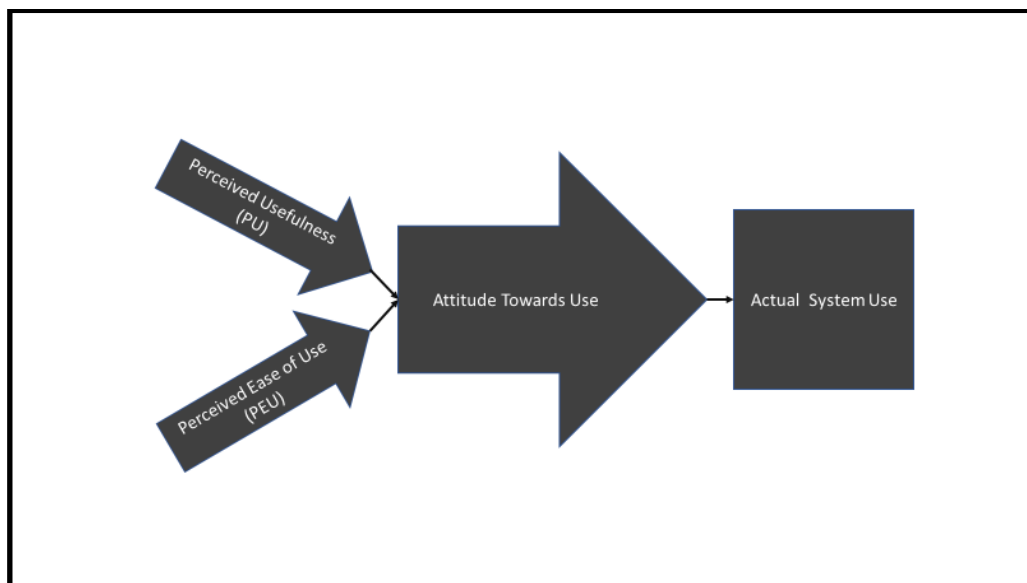 Perceived Usefulness
(PU)
Attitude Towards Use
Actual System Use
Perceived Ease of Use
(PEU)